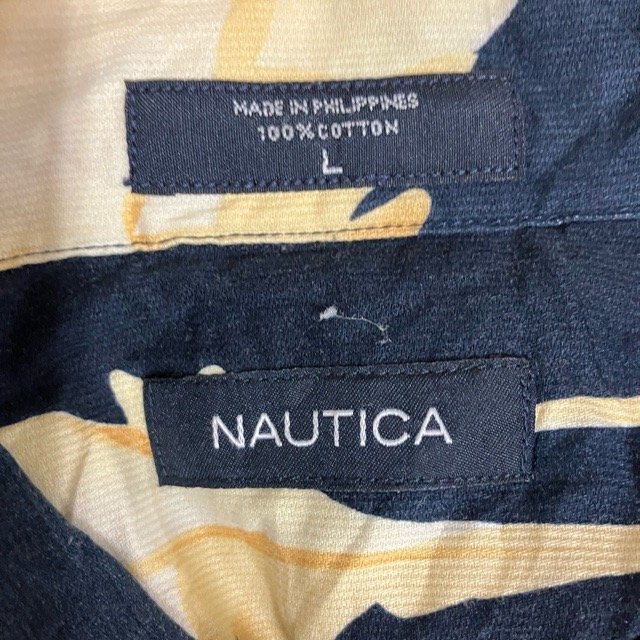 MADE IN PHILIPPINES
100% COTTON
L
NAUTICA